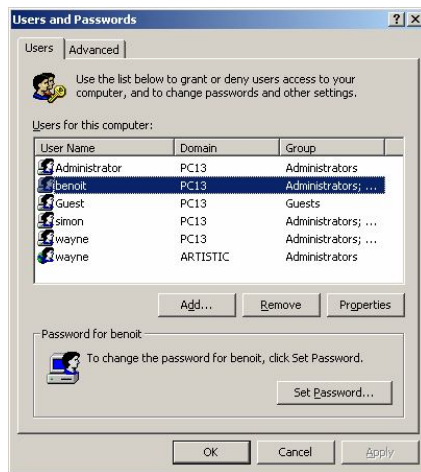 Users and Passwords
Users Advanced
Use the list below to grant or deny users access to your
computer, and to change passwords and other settings.
Users for this computer:
User Name Domain Group
Administrator PC13 Administrators
benoit PC13 Administrators; ...
Guest PC13 Guests
simon PC13 Administrators; ...
wayne PC13 Administrators; ...
wayne ARTISTIC Administrators
Add... Remove Properties
Password for benoit
To change the password for benoit, click Set Password.
Set Password...
OK Cancel Apply